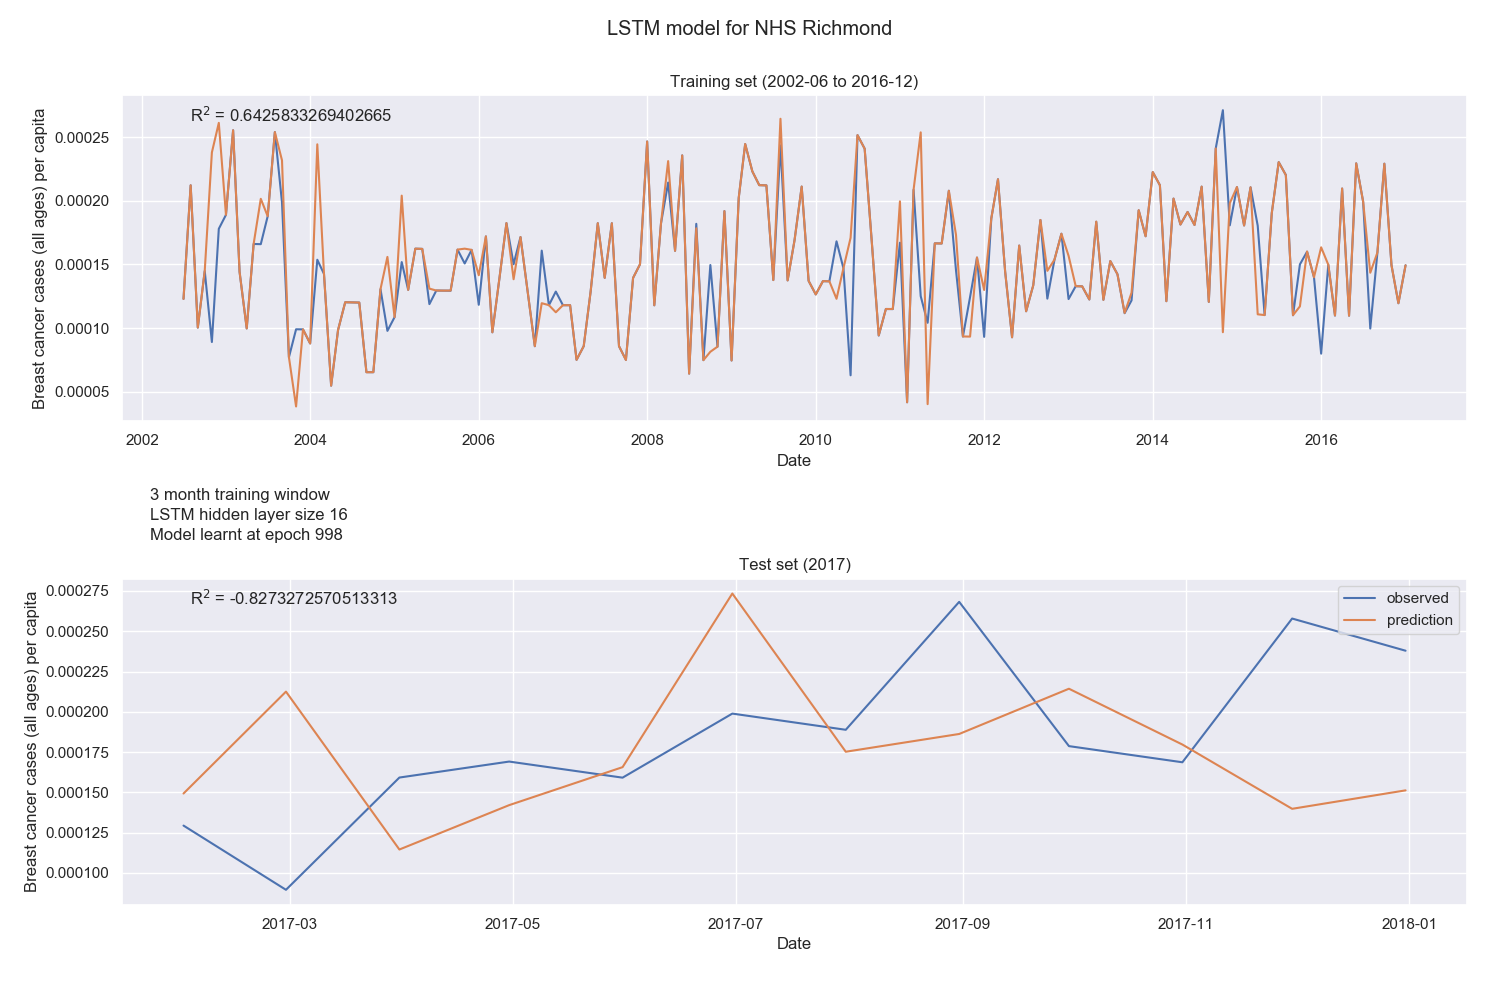 LSTM model for NHS Richmond
Training set (2002-06 to 2016-12)
R² = 0.6425833269402665
Breast cancer cases (all ages) per capita
0.00025
0.00020
0.00015
0.00010
0.00005
2002 2004 2006 2008 2010 2012 2014 2016
Date
3 month training window
LSTM hidden layer size 16
Model learnt at epoch 998
Test set (2017)
R² = -0.8273272570513313
observed
prediction
Breast cancer cases (all ages) per capita
0.000275
0.000250
0.000225
0.000200
0.000175
0.000150
0.000125
0.000100
2017-03 2017-05 2017-07 2017-09 2017-11 2018-01
Date